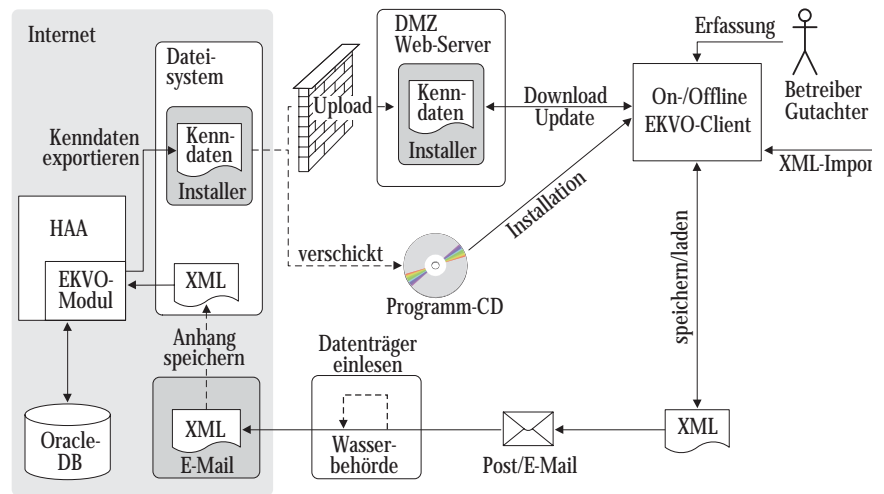 Internet
Datei-
system
Kenn-
daten
Installer
Kenndaten
exportieren
HAA
EKVO-
Modul
XML
Anhang
speichern
Oracle-
DB
XML
E-Mail
Upload
DMZ
Web-Server
Kenn-
daten
Installer
Download
Update
verschickt
Programm-CD
Installation
Erfassung
On-/Offline
EKVO-Client
Betreiber
Gutachter
XML-Impor
speichern/laden
Datenträger
einlesen
Wasser-
behörde
Post/E-Mail
XML